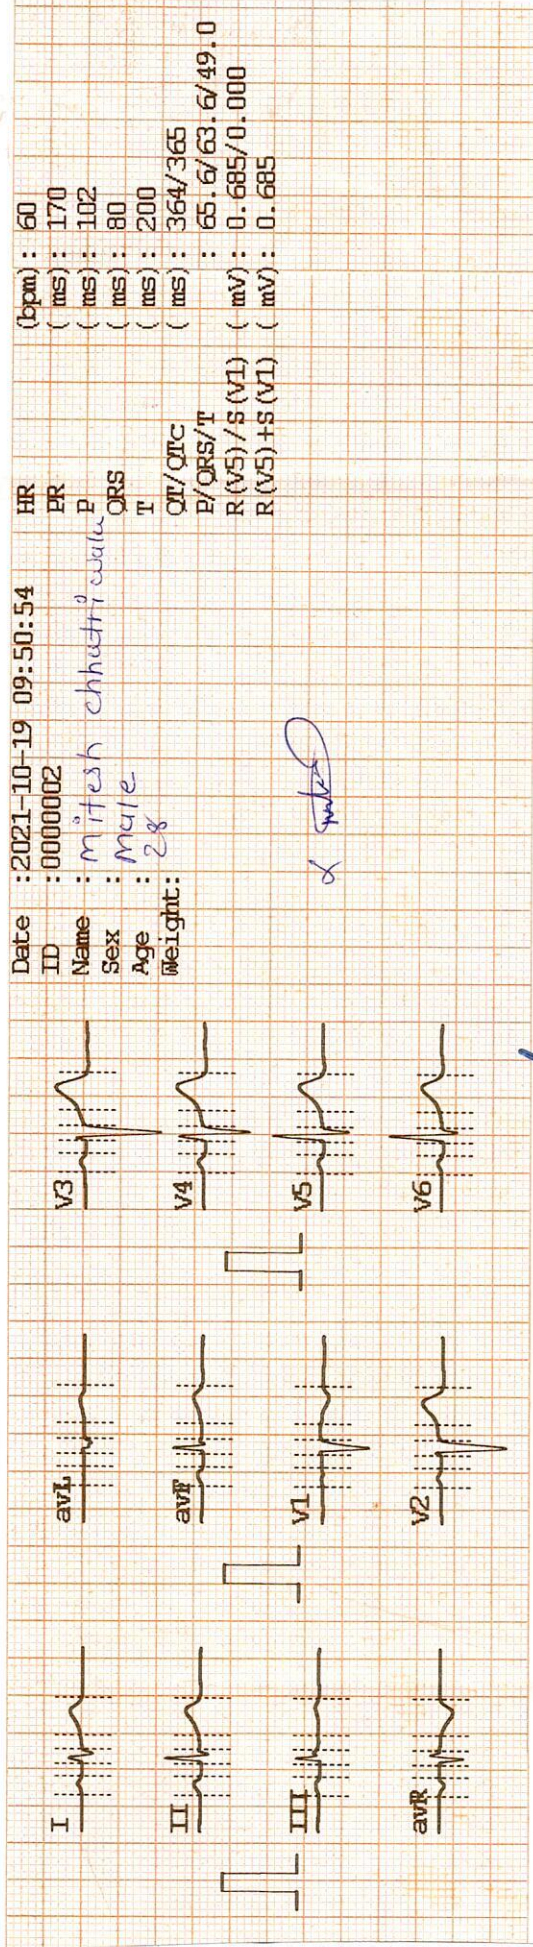 I
II
III
avR
avL
avF
V1
V2
V3
V4
V5
V6
Date : 2021-10-19 09:50:54
ID : 0000002
Name : mitesh chhatriwala
Sex : male
Age : 28
Weight:
HR (bpm) : 60
PR ( ms) : 170
P ( ms) : 102
QRS ( ms) : 80
T ( ms) : 200
QT/QTc ( ms) : 364/365
P/QRS/T : 65.6/63.6/49.0
R(V5)/S(V1) ( mV) : 0.685/0.000
R(V5)+S(V1) ( mV) : 0.685